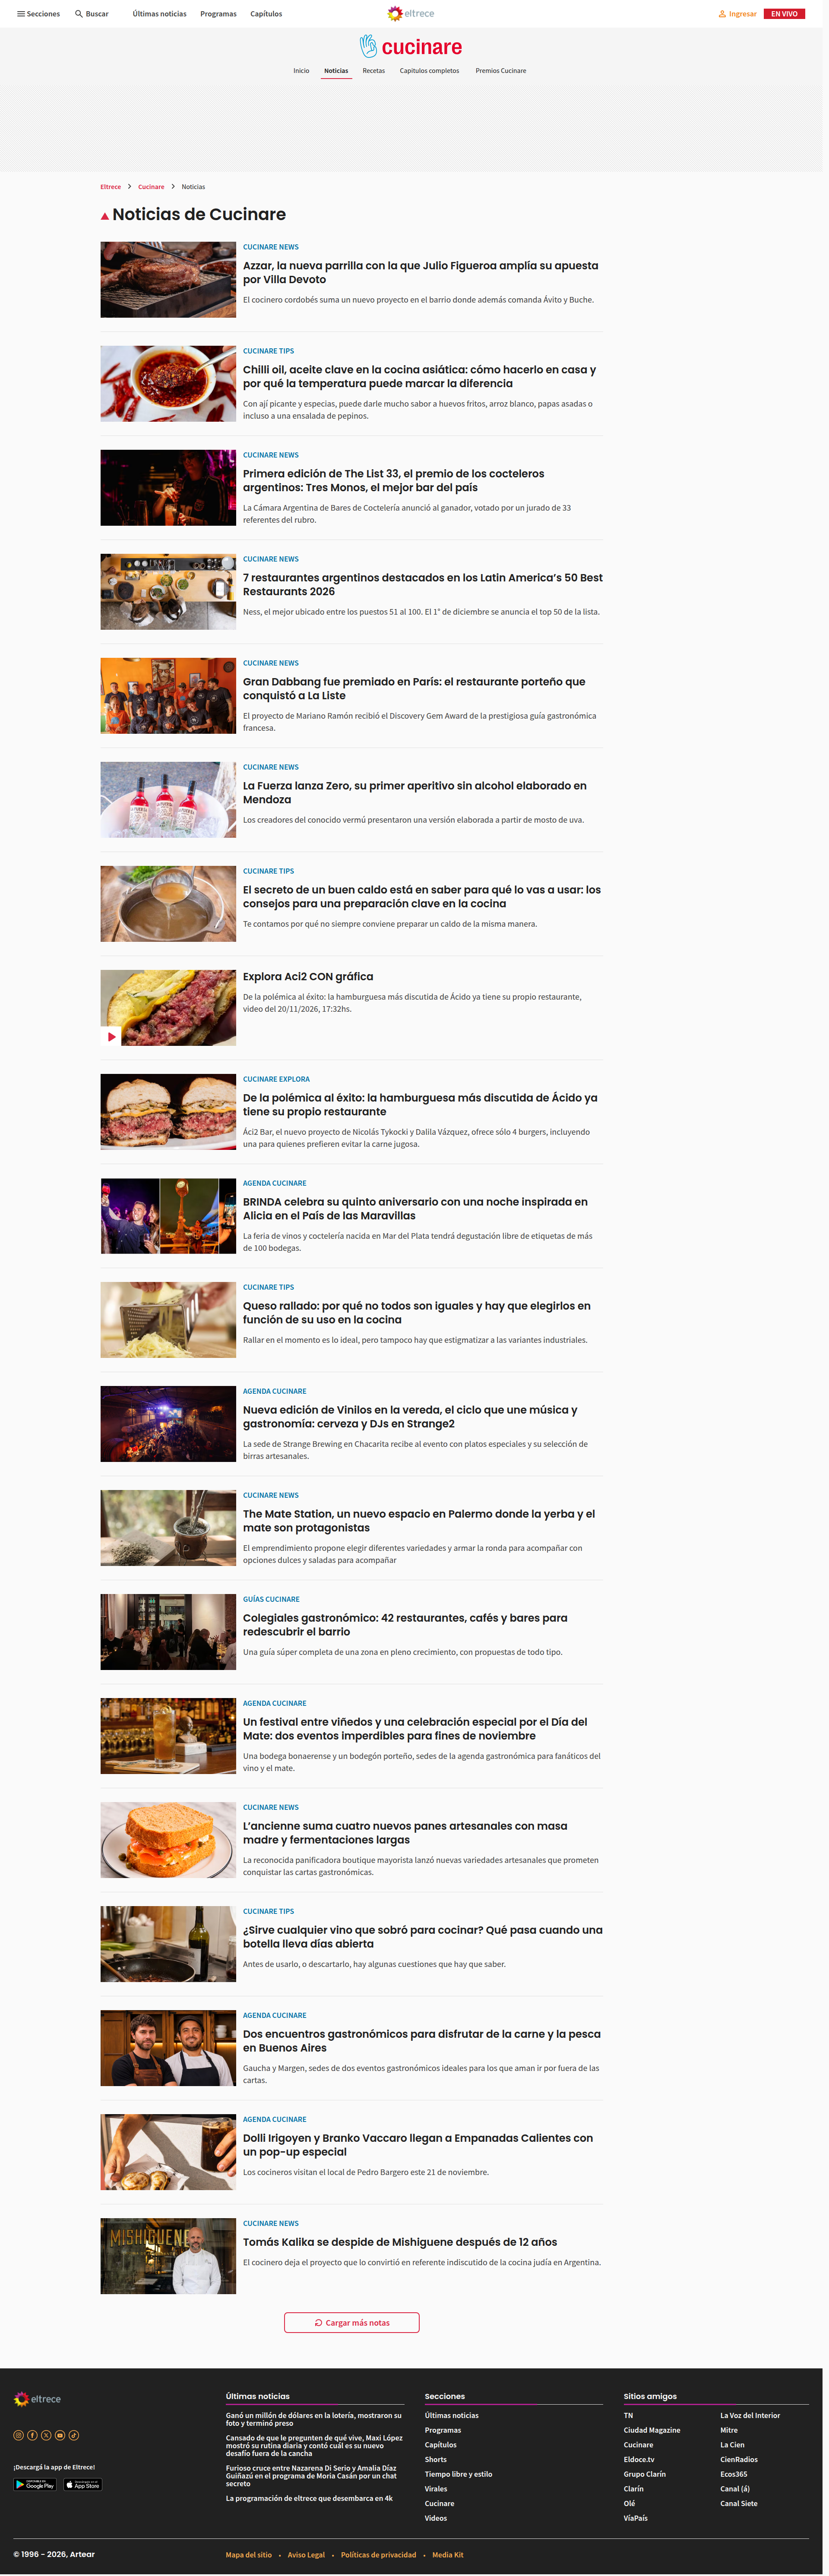 Secciones
Buscar
Últimas noticias
Programas
Capítulos
eltrece
Ingresar
EN VIVO
cucinare
Inicio
Noticias
Recetas
Capítulos completos
Premios Cucinare
Eltrece > Cucinare > Noticias
Noticias de Cucinare
CUCINARE NEWS
Azzar, la nueva parrilla con la que Julio Figueroa amplía su apuesta
por Villa Devoto
El cocinero cordobés suma un nuevo proyecto en el barrio donde además comanda Ávito y Buche.
CUCINARE TIPS
Chilli oil, aceite clave en la cocina asiática: cómo hacerlo en casa y
por qué la temperatura puede marcar la diferencia
Con ají picante y especias, puede darle mucho sabor a huevos fritos, arroz blanco, papas asadas o
incluso a una ensalada de pepinos.
CUCINARE NEWS
Primera edición de The List 33, el premio de los cocteleros
argentinos: Tres Monos, el mejor bar del país
La Cámara Argentina de Bares de Coctelería anunció al ganador, votado por un jurado de 33
referentes del rubro.
CUCINARE NEWS
7 restaurantes argentinos destacados en los Latin America’s 50 Best
Restaurants 2026
Ness, el mejor ubicado entre los puestos 51 al 100. El 1° de diciembre se anuncia el top 50 de la lista.
CUCINARE NEWS
Gran Dabbang fue premiado en París: el restaurante porteño que
conquistó a La Liste
El proyecto de Mariano Ramón recibió el Discovery Gem Award de la prestigiosa guía gastronómica
francesa.
CUCINARE NEWS
La Fuerza lanza Zero, su primer aperitivo sin alcohol elaborado en
Mendoza
Los creadores del conocido vermú presentaron una versión elaborada a partir de mosto de uva.
CUCINARE TIPS
El secreto de un buen caldo está en saber para qué lo vas a usar: los
consejos para una preparación clave en la cocina
Te contamos por qué no siempre conviene preparar un caldo de la misma manera.
Explora Aci2 CON gráfica
De la polémica al éxito: la hamburguesa más discutida de Ácido ya tiene su propio restaurante,
video del 20/11/2026, 17:32hs.
CUCINARE EXPLORA
De la polémica al éxito: la hamburguesa más discutida de Ácido ya
tiene su propio restaurante
Áci2 Bar, el nuevo proyecto de Nicolás Tykocki y Dalila Vázquez, ofrece sólo 4 burgers, incluyendo
una para quienes prefieren evitar la carne jugosa.
AGENDA CUCINARE
BRINDA celebra su quinto aniversario con una noche inspirada en
Alicia en el País de las Maravillas
La feria de vinos y coctelería nacida en Mar del Plata tendrá degustación libre de etiquetas de más
de 100 bodegas.
CUCINARE TIPS
Queso rallado: por qué no todos son iguales y hay que elegirlos en
función de su uso en la cocina
Rallar en el momento es lo ideal, pero tampoco hay que estigmatizar a las variantes industriales.
AGENDA CUCINARE
Nueva edición de Vinilos en la vereda, el ciclo que une música y
gastronomía: cerveza y DJs en Strange2
La sede de Strange Brewing en Chacarita recibe al evento con platos especiales y su selección de
birras artesanales.
CUCINARE NEWS
The Mate Station, un nuevo espacio en Palermo donde la yerba y el
mate son protagonistas
El emprendimiento propone elegir diferentes variedades y armar la ronda para acompañar con
opciones dulces y saladas para acompañar
GUÍAS CUCINARE
Colegiales gastronómico: 42 restaurantes, cafés y bares para
redescubrir el barrio
Una guía súper completa de una zona en pleno crecimiento, con propuestas de todo tipo.
AGENDA CUCINARE
Un festival entre viñedos y una celebración especial por el Día del
Mate: dos eventos imperdibles para fines de noviembre
Una bodega bonaerense y un bodegón porteño, sedes de la agenda gastronómica para fanáticos del
vino y el mate.
CUCINARE NEWS
L’ancienne suma cuatro nuevos panes artesanales con masa
madre y fermentaciones largas
La reconocida panificadora boutique mayorista lanzó nuevas variedades artesanales que prometen
conquistar las cartas gastronómicas.
CUCINARE TIPS
¿Sirve cualquier vino que sobró para cocinar? Qué pasa cuando una
botella lleva días abierta
Antes de usarlo, o descartarlo, hay algunas cuestiones que hay que saber.
AGENDA CUCINARE
Dos encuentros gastronómicos para disfrutar de la carne y la pesca
en Buenos Aires
Gaucha y Margen, sedes de dos eventos gastronómicos ideales para los que aman ir por fuera de las
cartas.
AGENDA CUCINARE
Dolli Irigoyen y Branko Vaccaro llegan a Empanadas Calientes con
un pop-up especial
Los cocineros visitan el local de Pedro Bargero este 21 de noviembre.
MISHIGUENE
CUCINARE NEWS
Tomás Kalika se despide de Mishiguene después de 12 años
El cocinero deja el proyecto que lo convirtió en referente indiscutido de la cocina judía en Argentina.
Cargar más notas
eltrece
¡Descargá la app de Eltrece!
Google Play
App Store
Últimas noticias
Ganó un millón de dólares en la lotería, mostraron su
foto y terminó preso
Cansado de que le pregunten de qué vive, Maxi López
mostró su rutina diaria y contó cuál es su nuevo
desafío fuera de la cancha
Furioso cruce entre Nazarena Di Serio y Amalia Díaz
Guiñazú en el programa de Moria Casán por un chat
secreto
La programación de eltrece que desembarca en 4k
Secciones
Últimas noticias
Programas
Capítulos
Shorts
Tiempo libre y estilo
Virales
Cucinare
Videos
Sitios amigos
TN
Ciudad Magazine
Cucinare
Eldoce.tv
Grupo Clarín
Clarín
Olé
VíaPaís
La Voz del Interior
Mitre
La Cien
CienRadios
Ecos365
Canal (á)
Canal Siete
© 1996 - 2026, Artear
Mapa del sitio • Aviso Legal • Políticas de privacidad • Media Kit